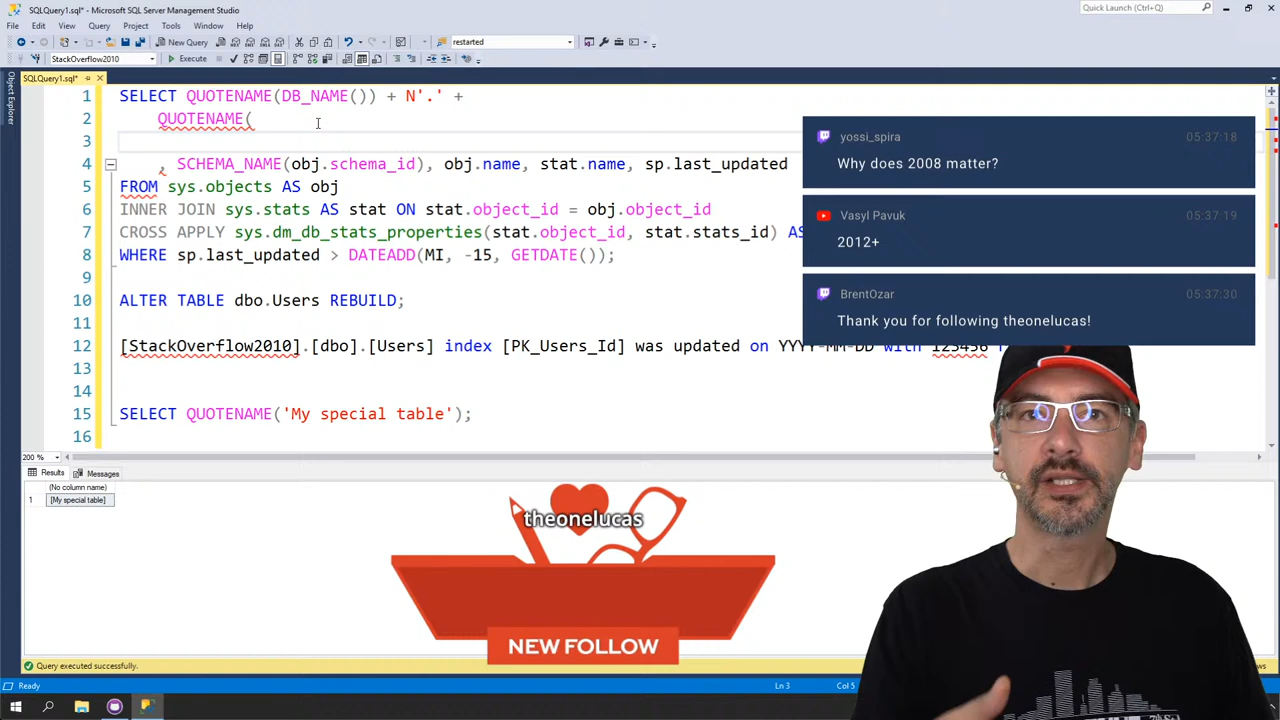 SQLQuery1.sql* - Microsoft SQL Server Management Studio
Quick Launch (Ctrl+Q)
File Edit View Query Project Tools Window Help
New Query
restarted
StackOverflow2010
Execute
SQLQuery1.sql*
Object Explorer
1 SELECT QUOTENAME(DB_NAME()) + N'.' +
2 QUOTENAME(
3
4 , SCHEMA_NAME(obj.schema_id), obj.name, stat.name, sp.last_updated
5 FROM sys.objects AS obj
6 INNER JOIN sys.stats AS stat ON stat.object_id = obj.object_id
7 CROSS APPLY sys.dm_db_stats_properties(stat.object_id, stat.stats_id) AS
8 WHERE sp.last_updated > DATEADD(MI, -15, GETDATE());
9
10 ALTER TABLE dbo.Users REBUILD;
11
12 [StackOverflow2010].[dbo].[Users] index [PK_Users_Id] was updated on YYYY-MM-DD with 123456 r
13
14
15 SELECT QUOTENAME('My special table');
16
yossi_spira 05:37:18
Why does 2008 matter?
Vasyl Pavuk 05:37:19
2012+
BrentOzar 05:37:30
Thank you for following theonelucas!
200 %
Results Messages
(No column name)
1 [My special table]
theonelucas
NEW FOLLOW
Query executed successfully.
Ready
Ln 3
Col 5